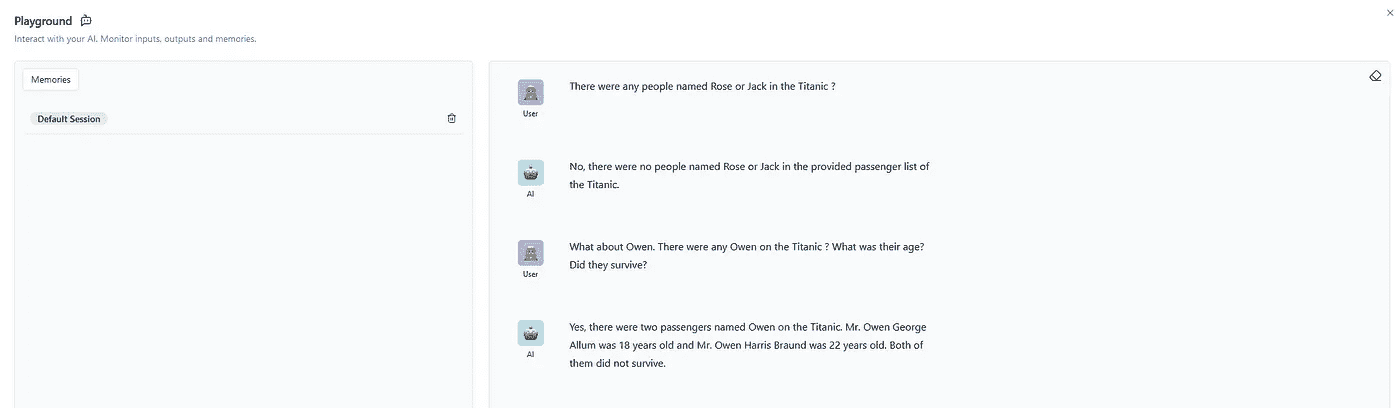 Playground
Interact with your AI. Monitor inputs, outputs and memories.
Memories
Default Session
There were any people named Rose or Jack in the Titanic ?
User
No, there were no people named Rose or Jack in the provided passenger list of
the Titanic.
AI
What about Owen. There were any Owen on the Titanic ? What was their age?
Did they survive?
User
Yes, there were two passengers named Owen on the Titanic. Mr. Owen George
Allum was 18 years old and Mr. Owen Harris Braund was 22 years old. Both of
them did not survive.
AI